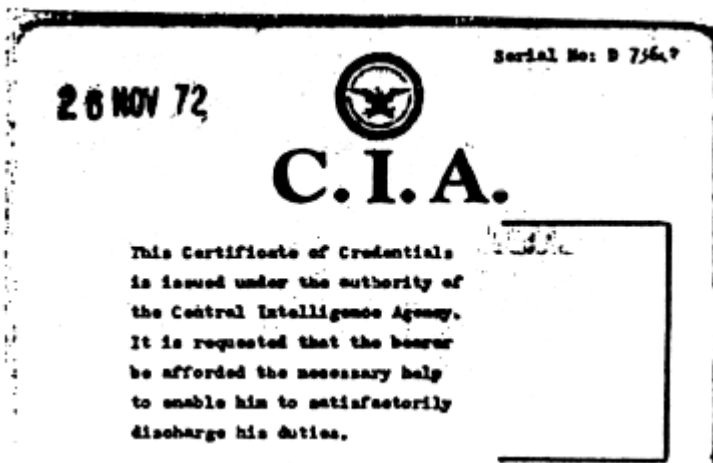 Serial No: D
26 NOV 72
C.I.A.
This Certificate of Credentials
is issued under the authority of
the Central Intelligence Agency.
It is requested that the bearer
be afforded the necessary help
to enable him to satisfactorily
discharge his duties.